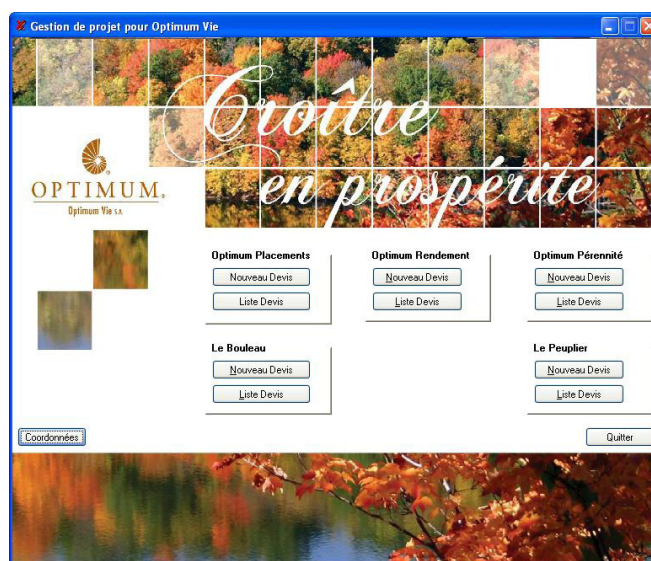 Gestion de projet pour Optimum Vie
Croître
en prospérité
OPTIMUM®
Optimum Vie S.A.
Optimum Placements
Optimum Rendement
Optimum Pérennité
Nouveau Devis
Nouveau Devis
Nouveau Devis
Liste Devis
Liste Devis
Liste Devis
Le Bouleau
Le Peuplier
Nouveau Devis
Nouveau Devis
Liste Devis
Liste Devis
Coordonnées
Quitter